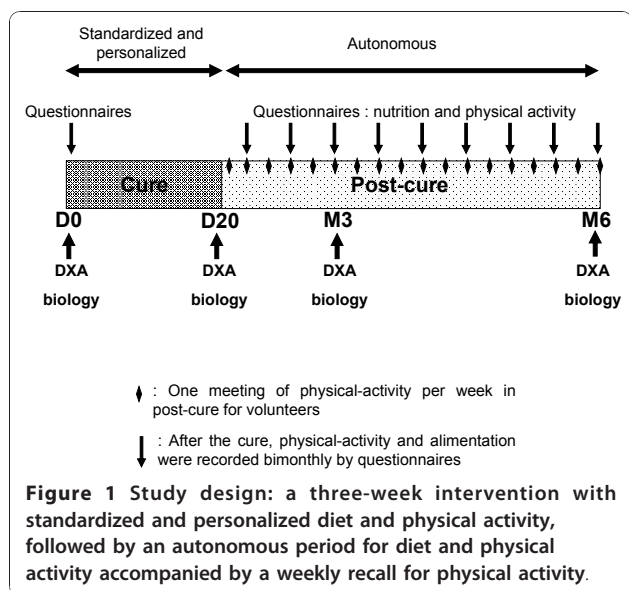 Standardized and
personalized
Autonomous
Questionnaires
Questionnaires : nutrition and physical activity
Cure
Post-cure
D0
D20
M3
M6
DXA
DXA
DXA
DXA
biology
biology
biology
biology
: One meeting of physical-activity per week in
post-cure for volunteers
: After the cure, physical-activity and alimentation
were recorded bimonthly by questionnaires
Figure 1 Study design: a three-week intervention with
standardized and personalized diet and physical activity,
followed by an autonomous period for diet and physical
activity accompanied by a weekly recall for physical activity.